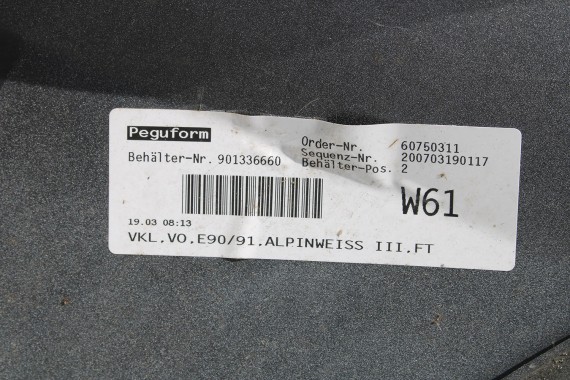 Peguform
Order-Nr. 60750311
Behälter-Nr. 901336660 Sequenz-Nr. 200703190117
Behälter-Pos. 2
W61
19.03 08:13
VKL.VO.E90/91.ALPINWEISS III.FT